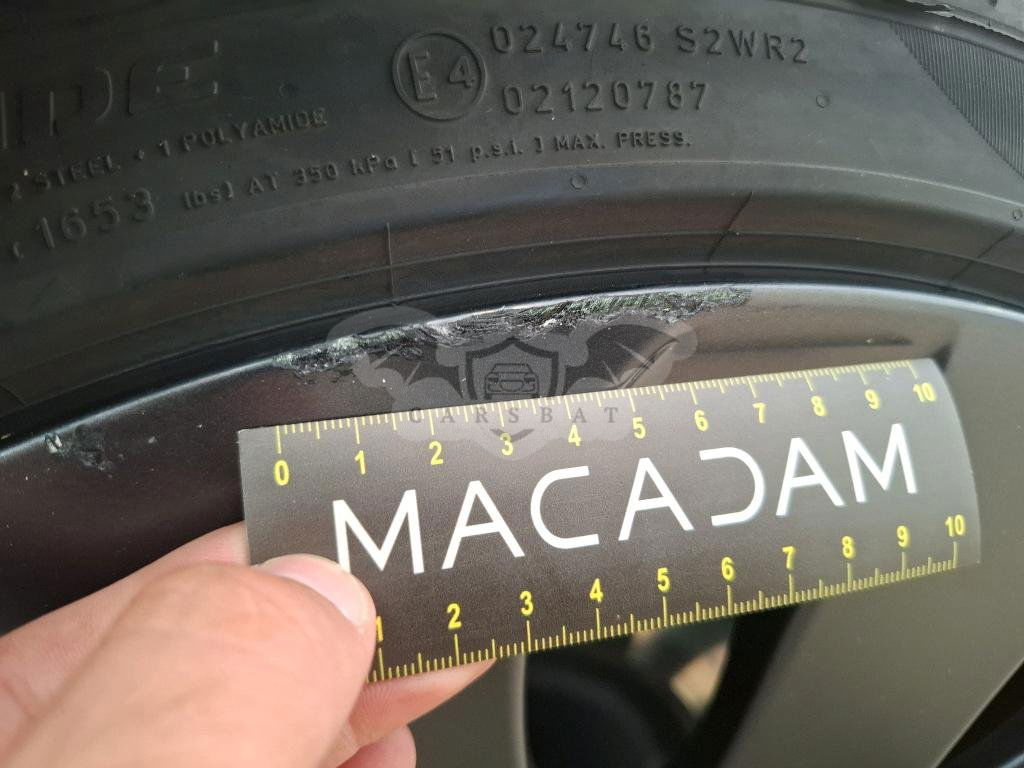 E4 024746 S2WR2
02120787
2 STEEL + 1 POLYAMIDE
1653 lbs) AT 350 kPa [ 51 p.s.i. ] MAX. PRESS.
CARSBAT
0 1 2 3 4 5 6 7 8 9 10
MACADAM
1 2 3 4 5 6 7 8 9 10